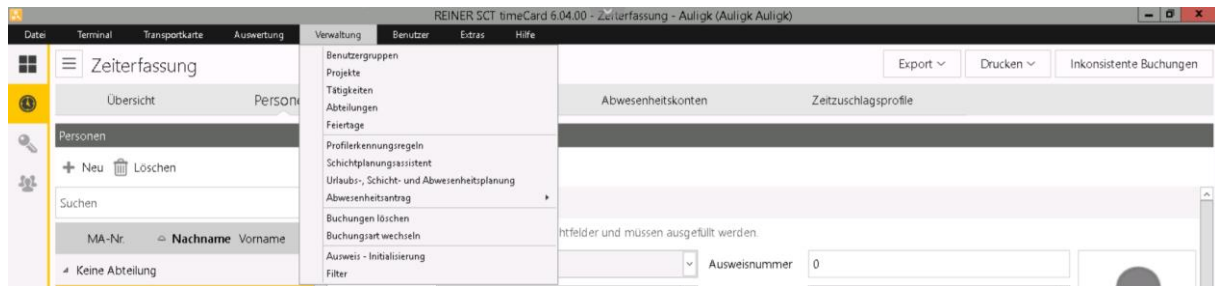 REINER SCT timeCard 6.04.00 - Zeiterfassung - Auligk (Auligk Auligk)
Datei Terminal Transportkarte Auswertung Verwaltung Benutzer Extras Hilfe
Zeiterfassung Export Drucken Inkonsistente Buchungen
Übersicht Abwesenheitskonten Zeitzuschlagsprofile
Personen
Neu Löschen
Suchen
MA-Nr. Nachname Vorname
Keine Abteilung
Benutzergruppen
Projekte
Tätigkeiten
Abteilungen
Feiertage
Profilerkennungsregeln
Schichtplanungsassistent
Urlaubs-, Schicht- und Abwesenheitsplanung
Abwesenheitsantrag
Buchungen löschen
Buchungsart wechseln
Ausweis - Initialisierung
Filter
und müssen ausgefüllt werden.
Ausweisnummer 0